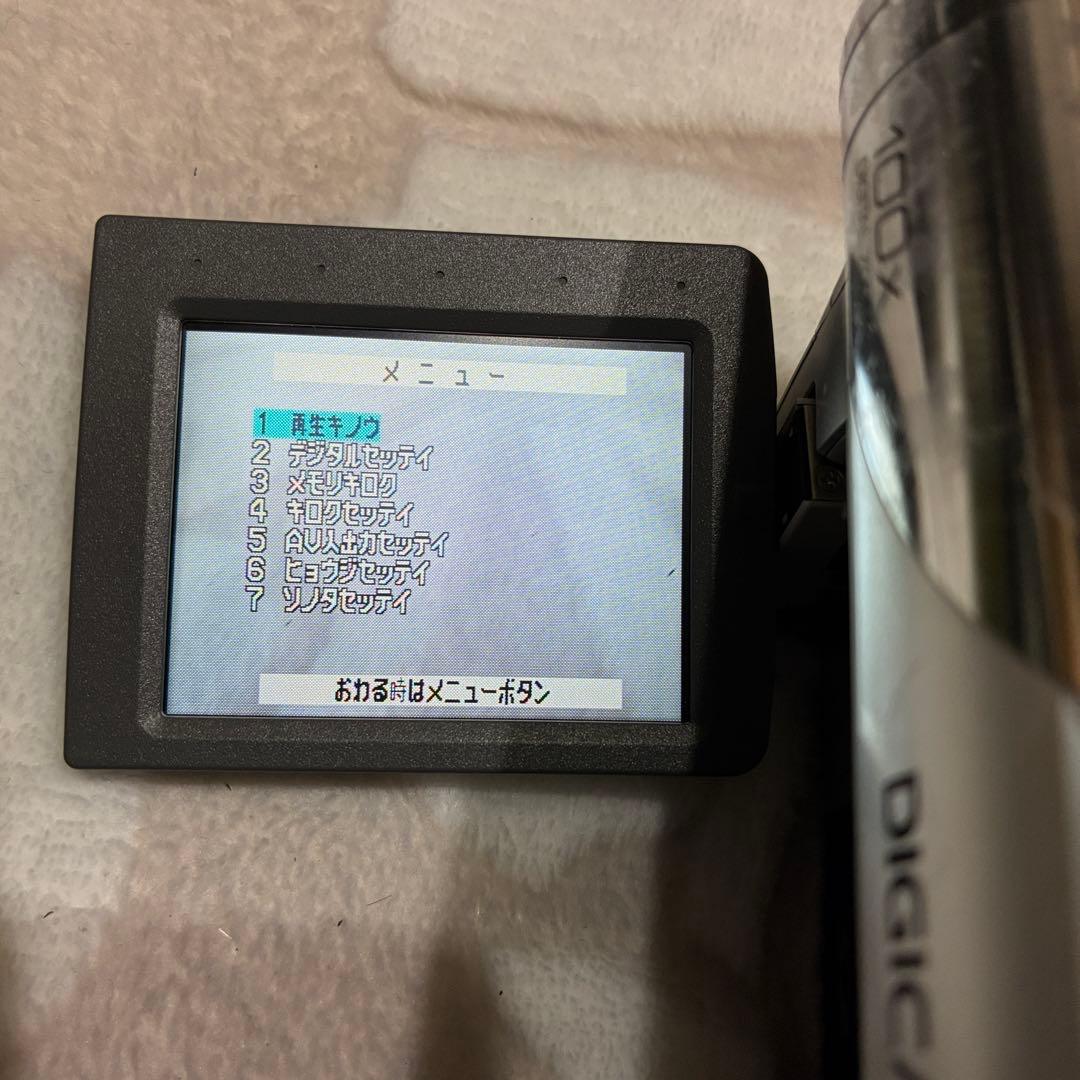 メニュー
1 再生キノウ
2 デジタルセッテイ
3 メモリキロク
4 キロクセッテイ
5 AV入出力セッテイ
6 ヒョウジセッテイ
7 ソノタセッテイ
おわる時はメニューボタン
100x
DIGICA